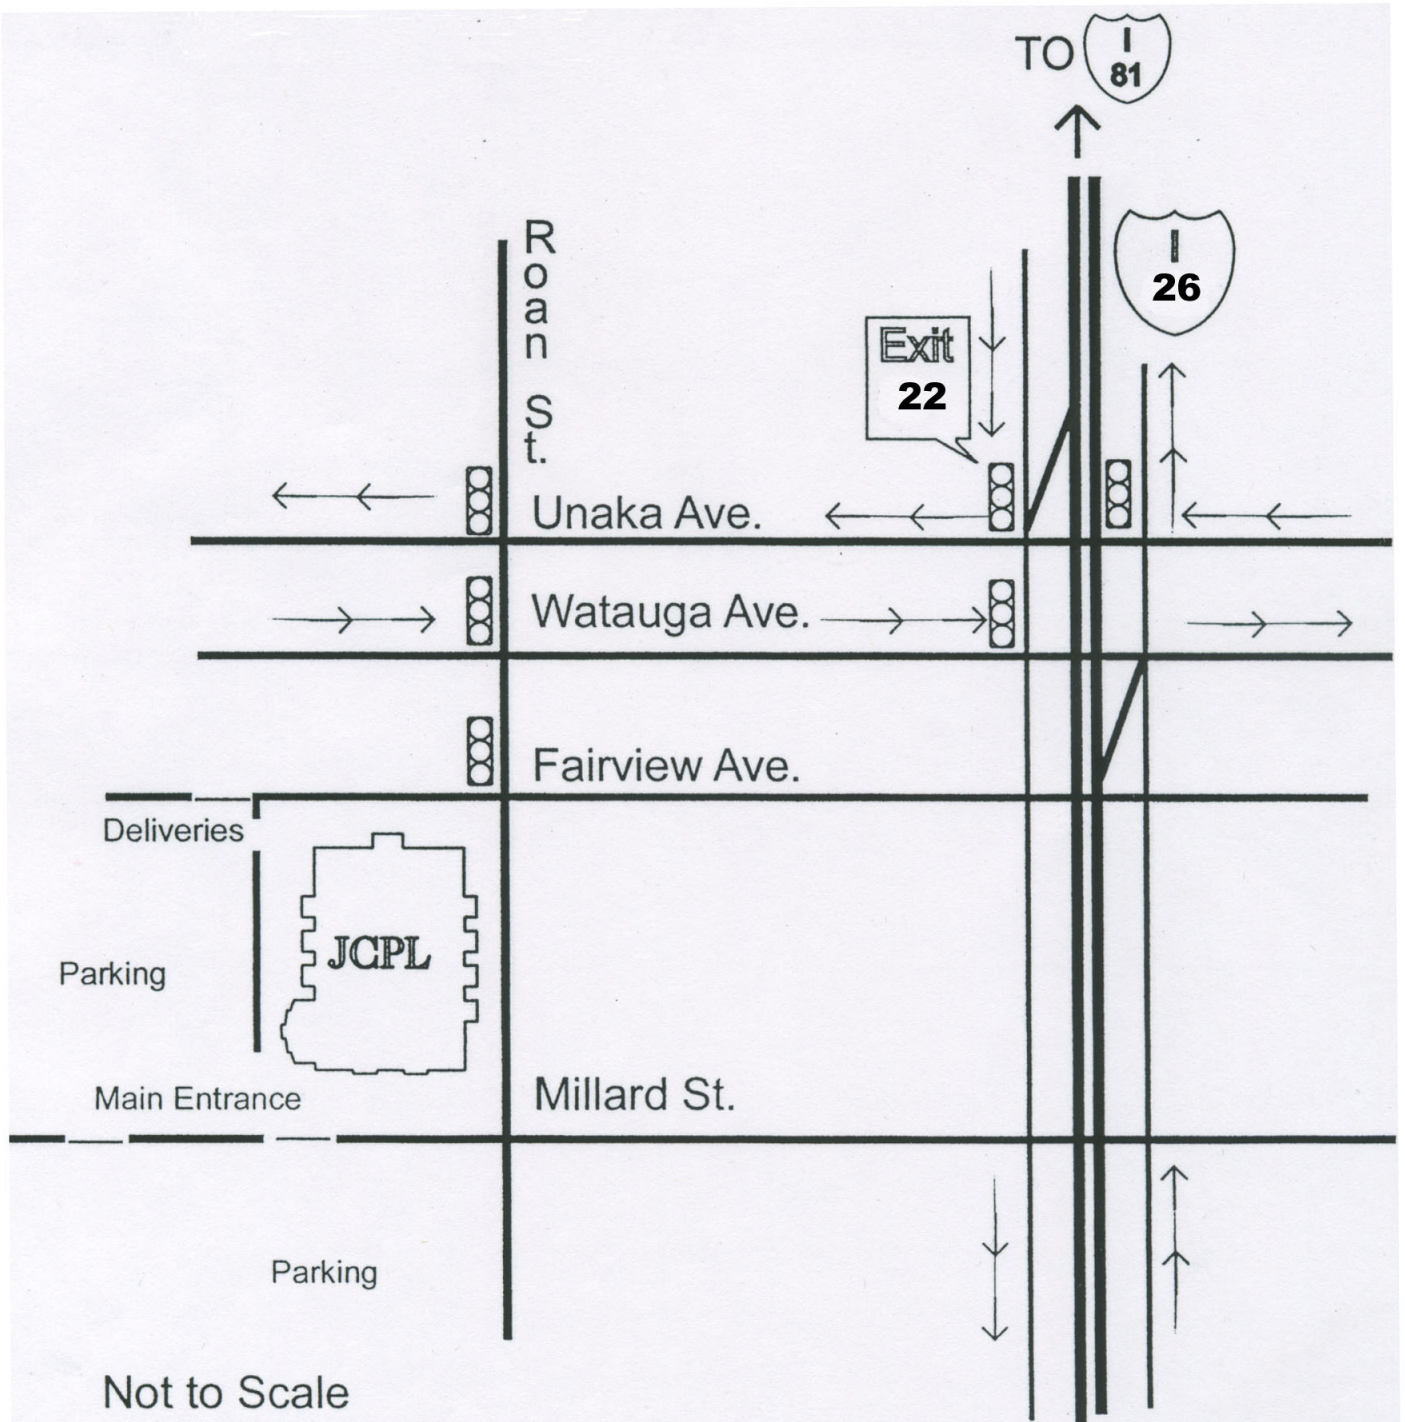 TO
I
81
Roan St.
I
26
Exit
22
Unaka Ave.
Watauga Ave.
Fairview Ave.
Deliveries
JCPL
Parking
Main Entrance
Millard St.
Parking
Not to Scale